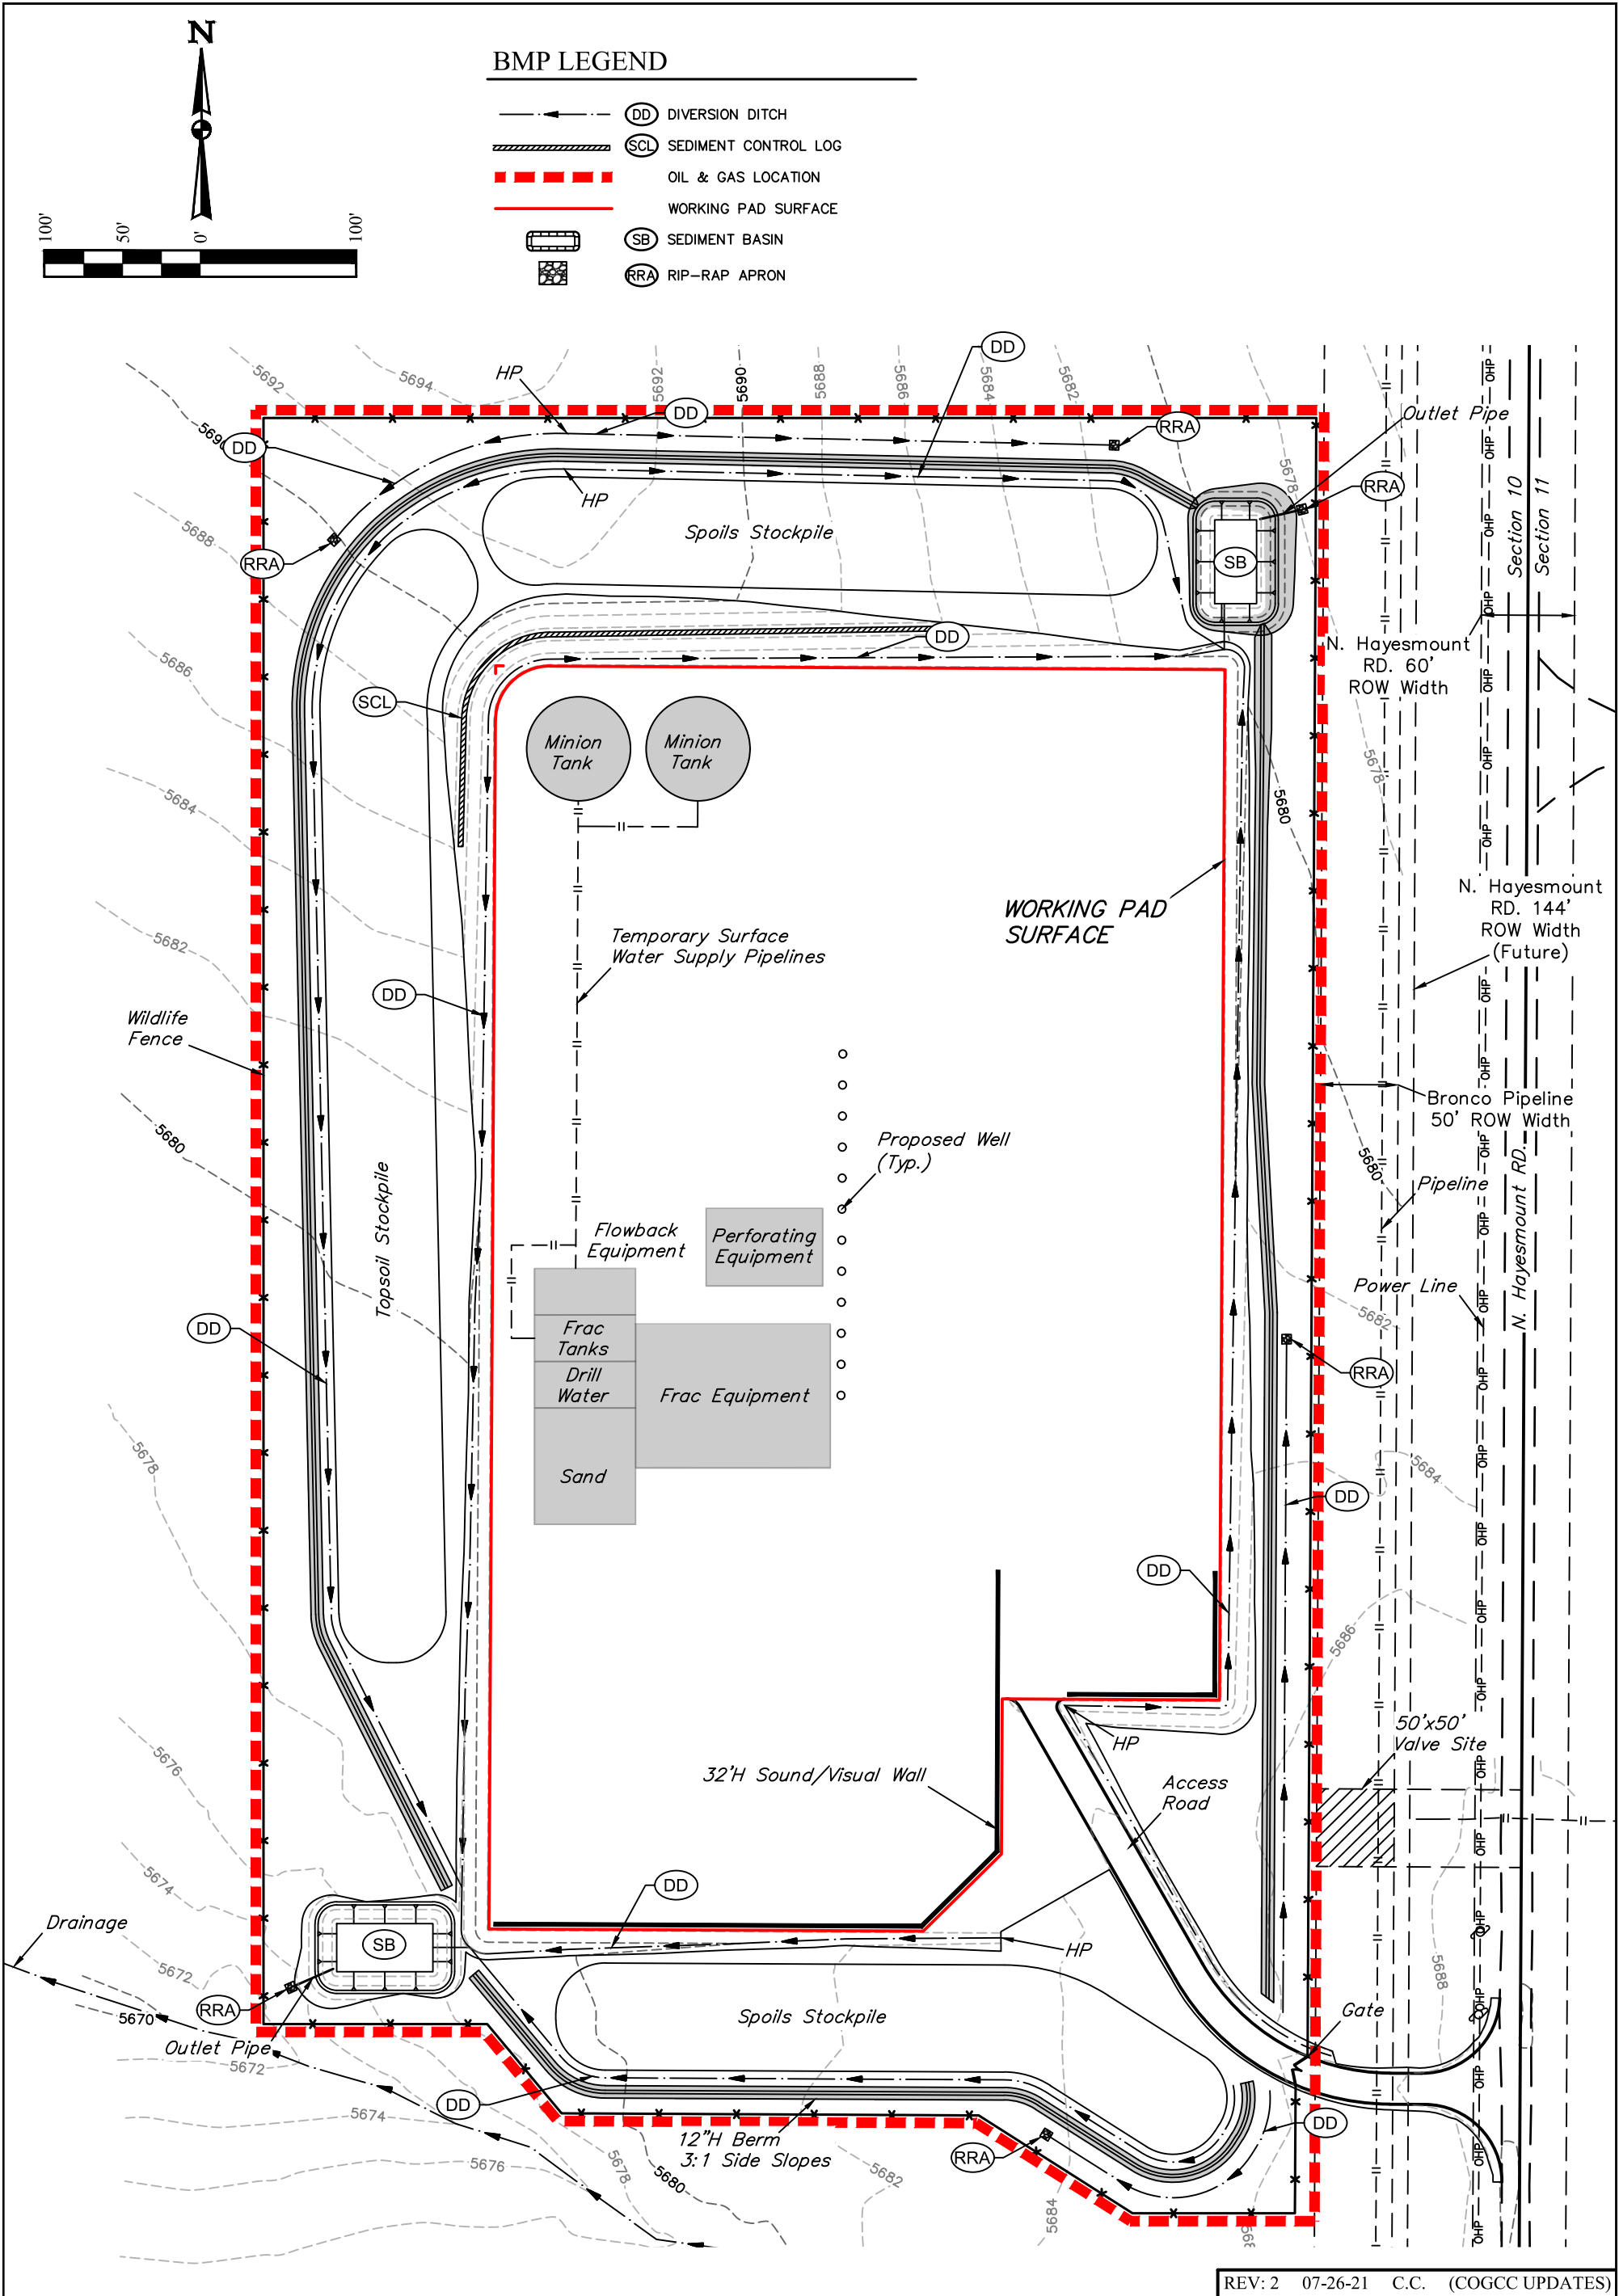 N
100'
50'
0'
100'
BMP LEGEND
DD DIVERSION DITCH
SCL SEDIMENT CONTROL LOG
OIL & GAS LOCATION
WORKING PAD SURFACE
SB SEDIMENT BASIN
RRA RIP-RAP APRON
DD
HP
5692
5694
5692
5690
5688
5686
5684
5682
DD
RRA
Outlet Pipe
OHP
DD
HP
5678
RRA
5688
Spoils Stockpile
SB
Section 10
Section 11
RRA
DD
N. Hayesmount
RD. 60'
ROW Width
5686
SCL
Minion
Tank
Minion
Tank
5678
5684
5680
N. Hayesmount
RD. 144'
ROW Width
(Future)
WORKING PAD
SURFACE
5682
Temporary Surface
Water Supply Pipelines
DD
Wildlife
Fence
Bronco Pipeline
50' ROW Width
5680
Proposed Well
(Typ.)
5680
Pipeline
Topsoil Stockpile
Flowback
Equipment
Perforating
Equipment
N. Hayesmount RD.
Power Line
5682
DD
Frac
Tanks
Drill
Water
Frac Equipment
RRA
5678
Sand
5684
DD
DD
5686
50'x50'
Valve Site
HP
5676
32'H Sound/Visual Wall
Access
Road
5674
DD
Drainage
SB
HP
5672
5688
RRA
5670
Spoils Stockpile
Gate
Outlet Pipe
5672
DD
5674
DD
12"H Berm
3:1 Side Slopes
RRA
5676
5678
5680
5682
5684
REV: 2 07-26-21 C.C. (COGCC UPDATES)